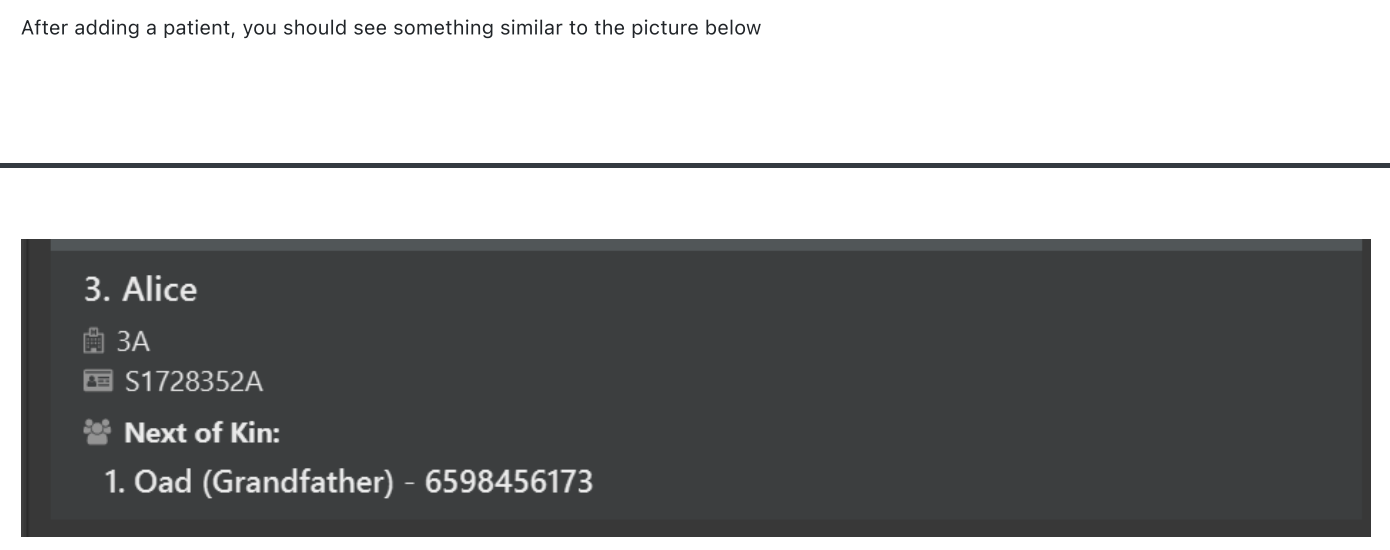 After adding a patient, you should see something similar to the picture below
3. Alice
3A
S1728352A
Next of Kin:
1. Oad (Grandfather) - 6598456173